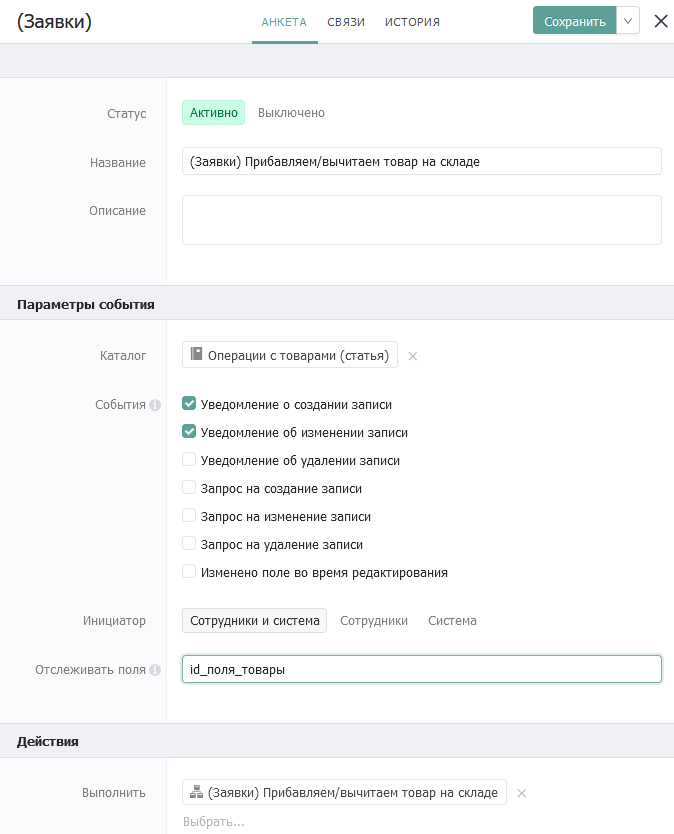 (Заявки)
АНКЕТА СВЯЗИ ИСТОРИЯ
Сохранить
Статус
Активно Выключено
Название
(Заявки) Прибавляем/вычитаем товар на складе
Описание
Параметры события
Каталог
Операции с товарами (статья)
События
Уведомление о создании записи
Уведомление об изменении записи
Уведомление об удалении записи
Запрос на создание записи
Запрос на изменение записи
Запрос на удаление записи
Изменено поле во время редактирования
Инициатор
Сотрудники и система Сотрудники Система
Отслеживать поля
id_поля_товары
Действия
Выполнить
(Заявки) Прибавляем/вычитаем товар на складе
Выбрать...